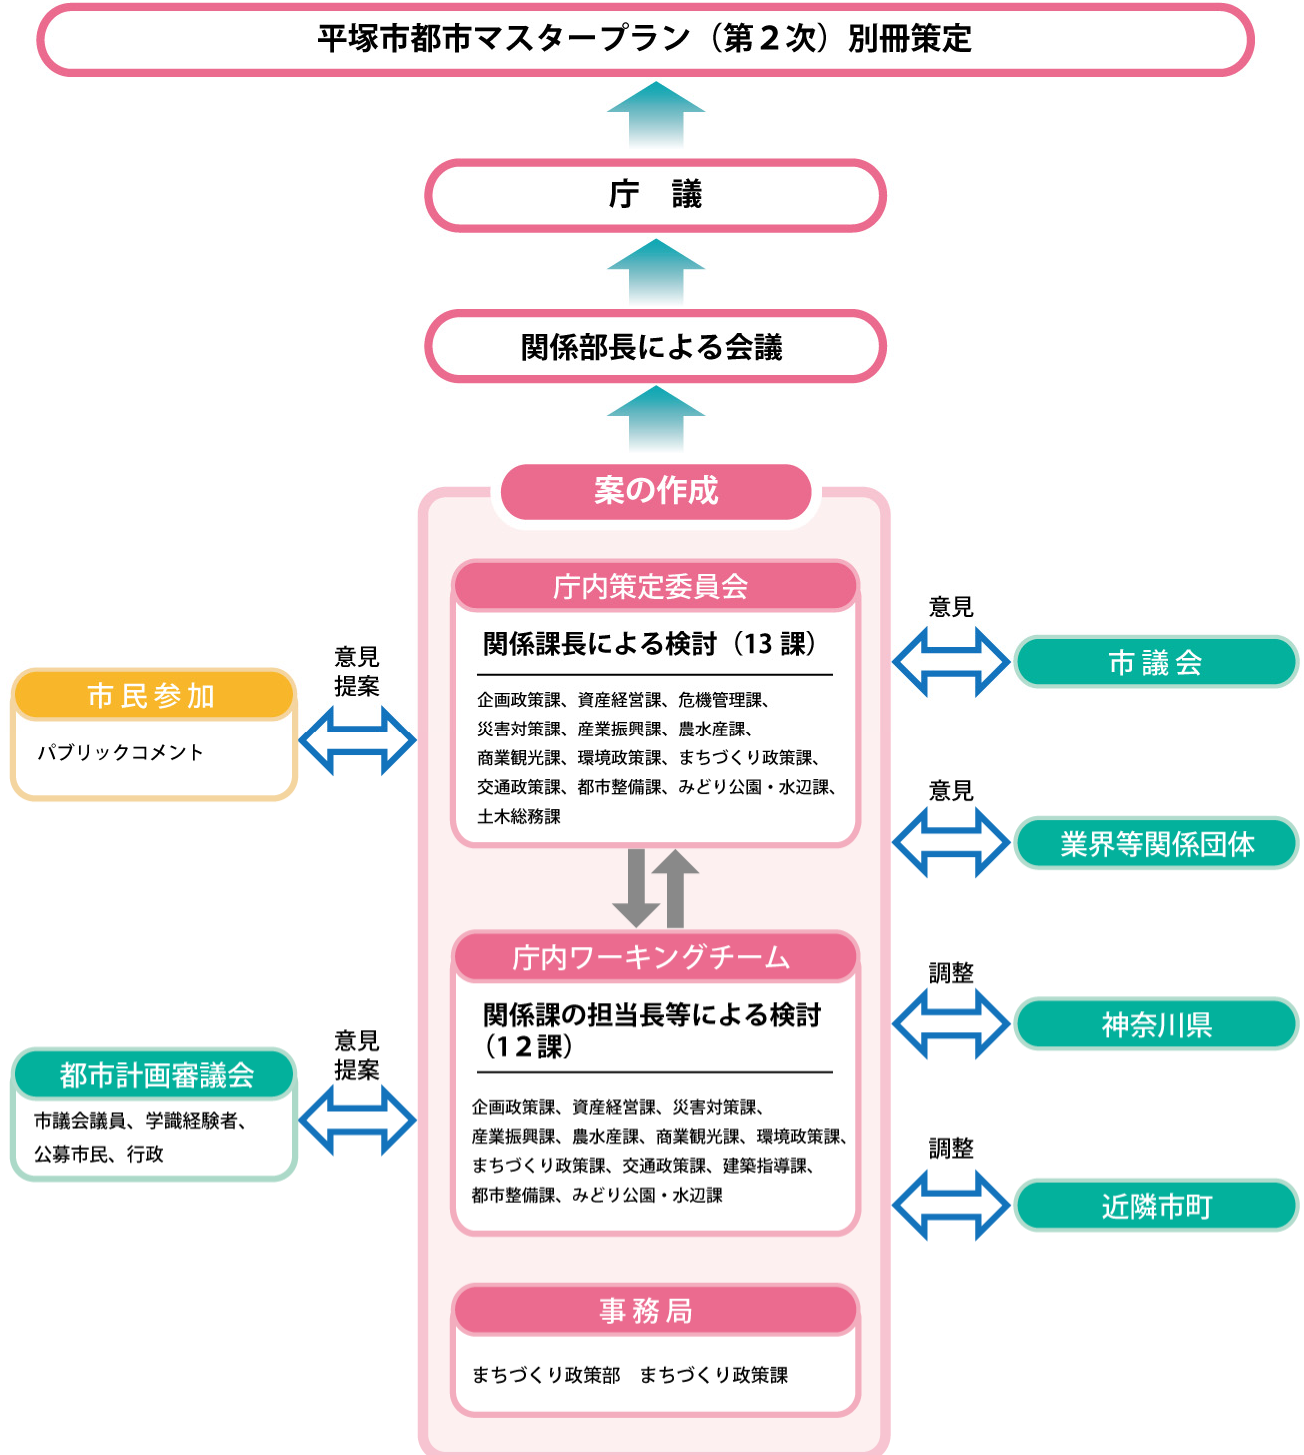 平塚市都市マスタープラン（第２次）別冊策定
庁　議
関係部長による会議
案の作成
庁内策定委員会
関係課長による検討（13 課）
企画政策課、資産経営課、危機管理課、
災害対策課、産業振興課、農水産課、
商業観光課、環境政策課、まちづくり政策課、
交通政策課、都市整備課、みどり公園・水辺課、
土木総務課
庁内ワーキングチーム
関係課の担当長等による検討
（１２課）
企画政策課、資産経営課、災害対策課、
産業振興課、農水産課、商業観光課、環境政策課、
まちづくり政策課、交通政策課、建築指導課、
都市整備課、みどり公園・水辺課
事務局
まちづくり政策部　まちづくり政策課
意見
提案
市民参加
パブリックコメント
意見
提案
都市計画審議会
市議会議員、学識経験者、
公募市民、行政
意見
市議会
意見
業界等関係団体
調整
神奈川県
調整
近隣市町